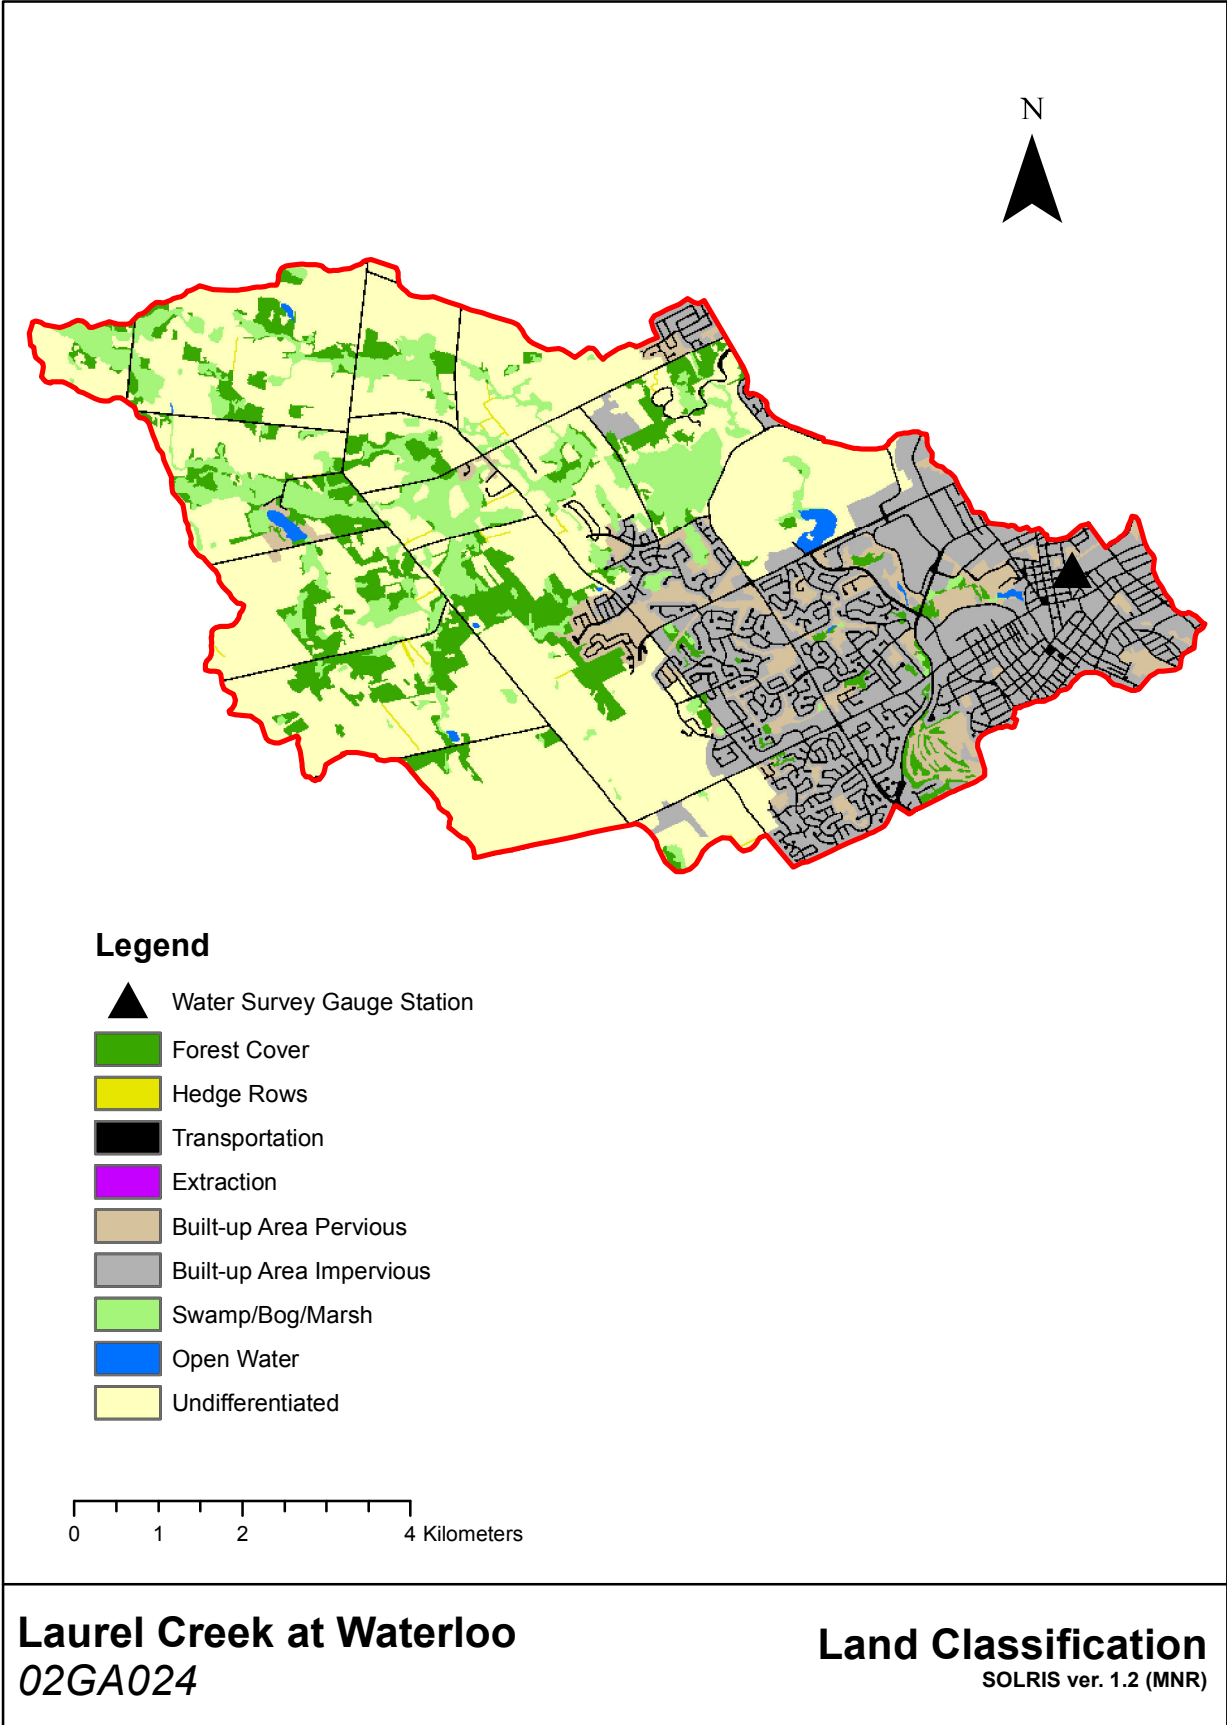 N
Legend
Water Survey Gauge Station
Forest Cover
Hedge Rows
Transportation
Extraction
Built-up Area Pervious
Built-up Area Impervious
Swamp/Bog/Marsh
Open Water
Undifferentiated
0 1 2 4 Kilometers
Laurel Creek at Waterloo
02GA024
Land Classification
SOLRIS ver. 1.2 (MNR)